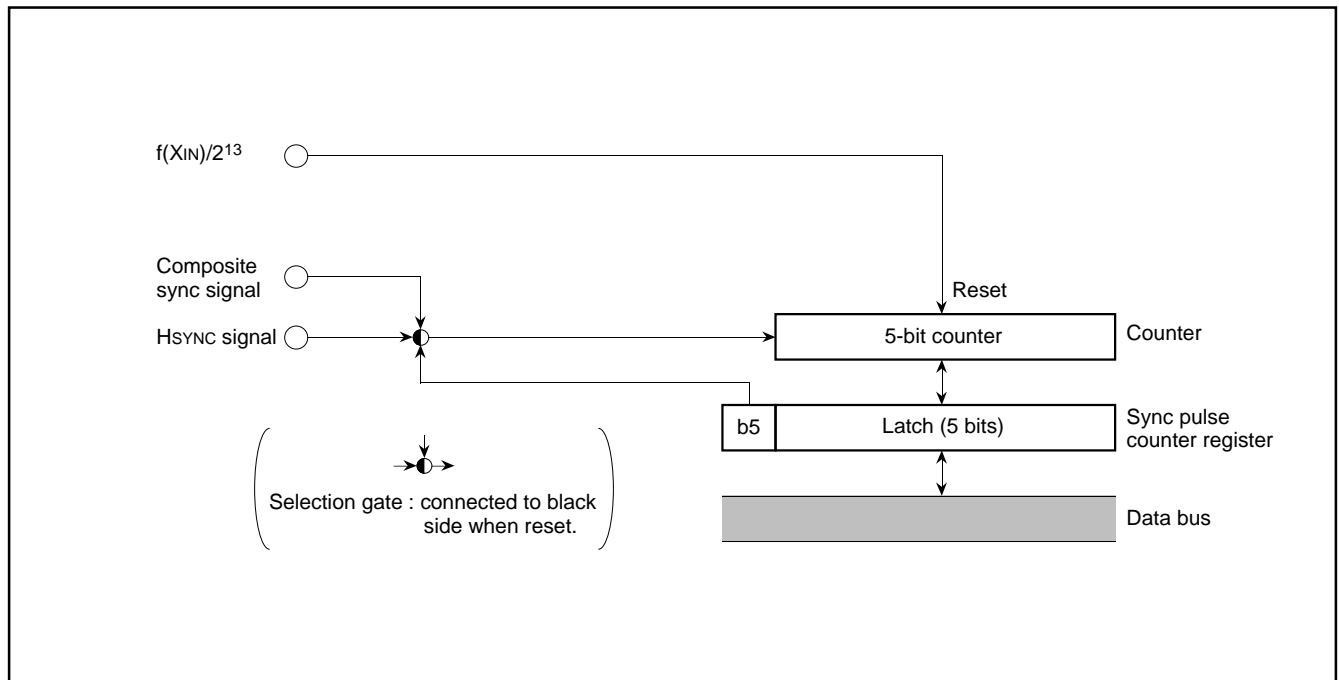 f(XIN)/2¹³
Composite
sync signal
HSYNC signal
Reset
5-bit counter
Counter
b5
Latch (5 bits)
Sync pulse
counter register
Selection gate : connected to black
side when reset.
Data bus